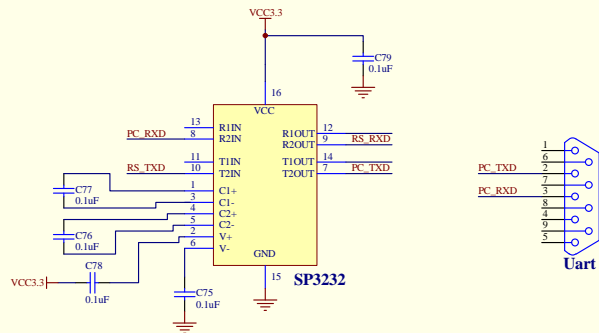 VCC3.3
C79
0.1uF
16
VCC
13
R1IN
R1OUT
12
PC_RXD
8
R2IN
R2OUT
9
RS_RXD
11
T1IN
T1OUT
14
RS_TXD
10
T2IN
T2OUT
7
PC_TXD
1
C1+
C77
0.1uF
3
C1-
4
C2+
C76
0.1uF
5
C2-
2
V+
6
V-
GND
15
SP3232
VCC3.3
C78
0.1uF
C75
0.1uF
1
6
PC_TXD
2
7
PC_RXD
3
8
4
9
5
Uart